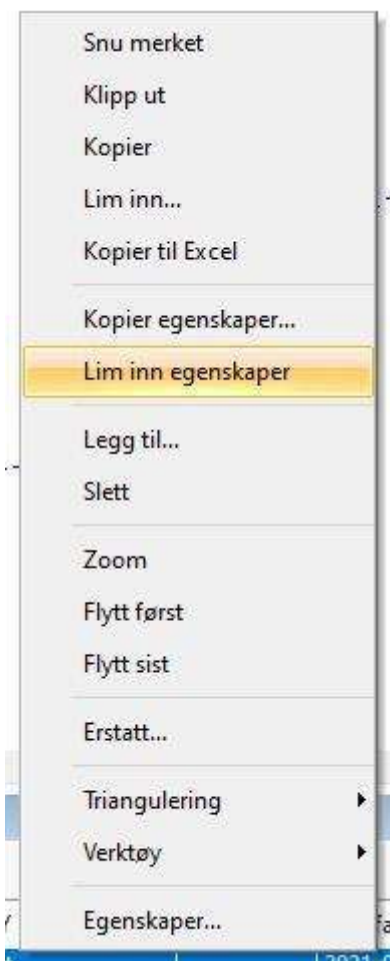 Snu merket
Klipp ut
Kopier
Lim inn...
Kopier til Excel
Kopier egenskaper...
Lim inn egenskaper
Legg til...
Slett
Zoom
Flytt først
Flytt sist
Erstatt...
Triangulering
Verktøy
Egenskaper...